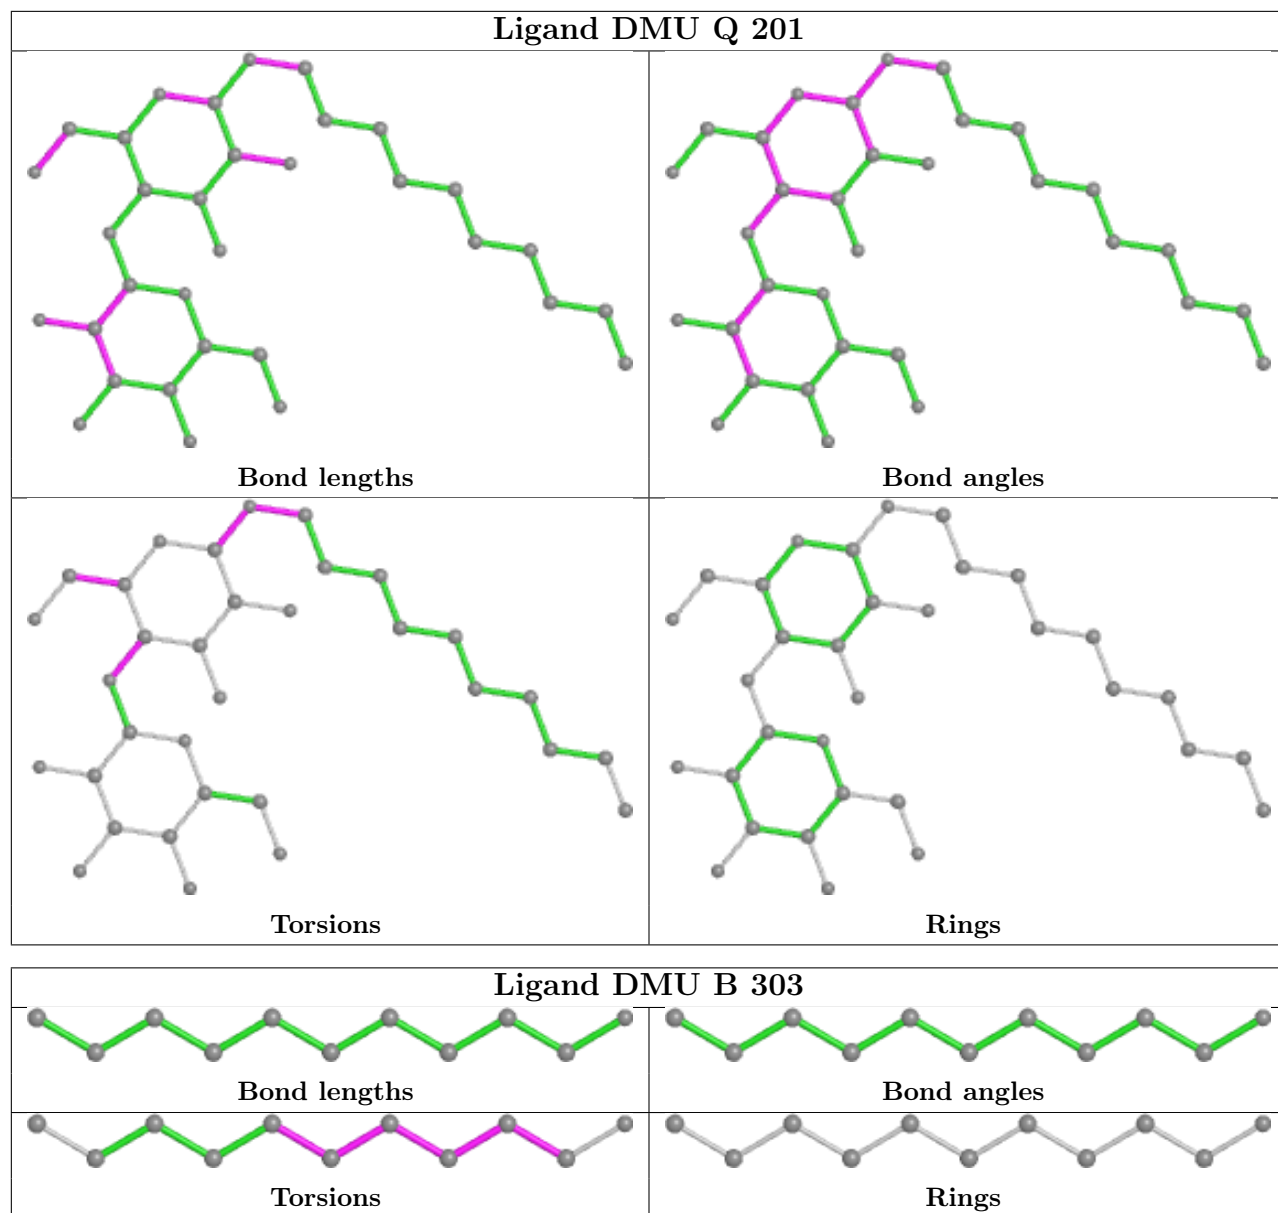 Ligand DMU Q 201
Bond lengths
Bond angles
Torsions
Rings
Ligand DMU B 303
Bond lengths
Bond angles
Torsions
Rings